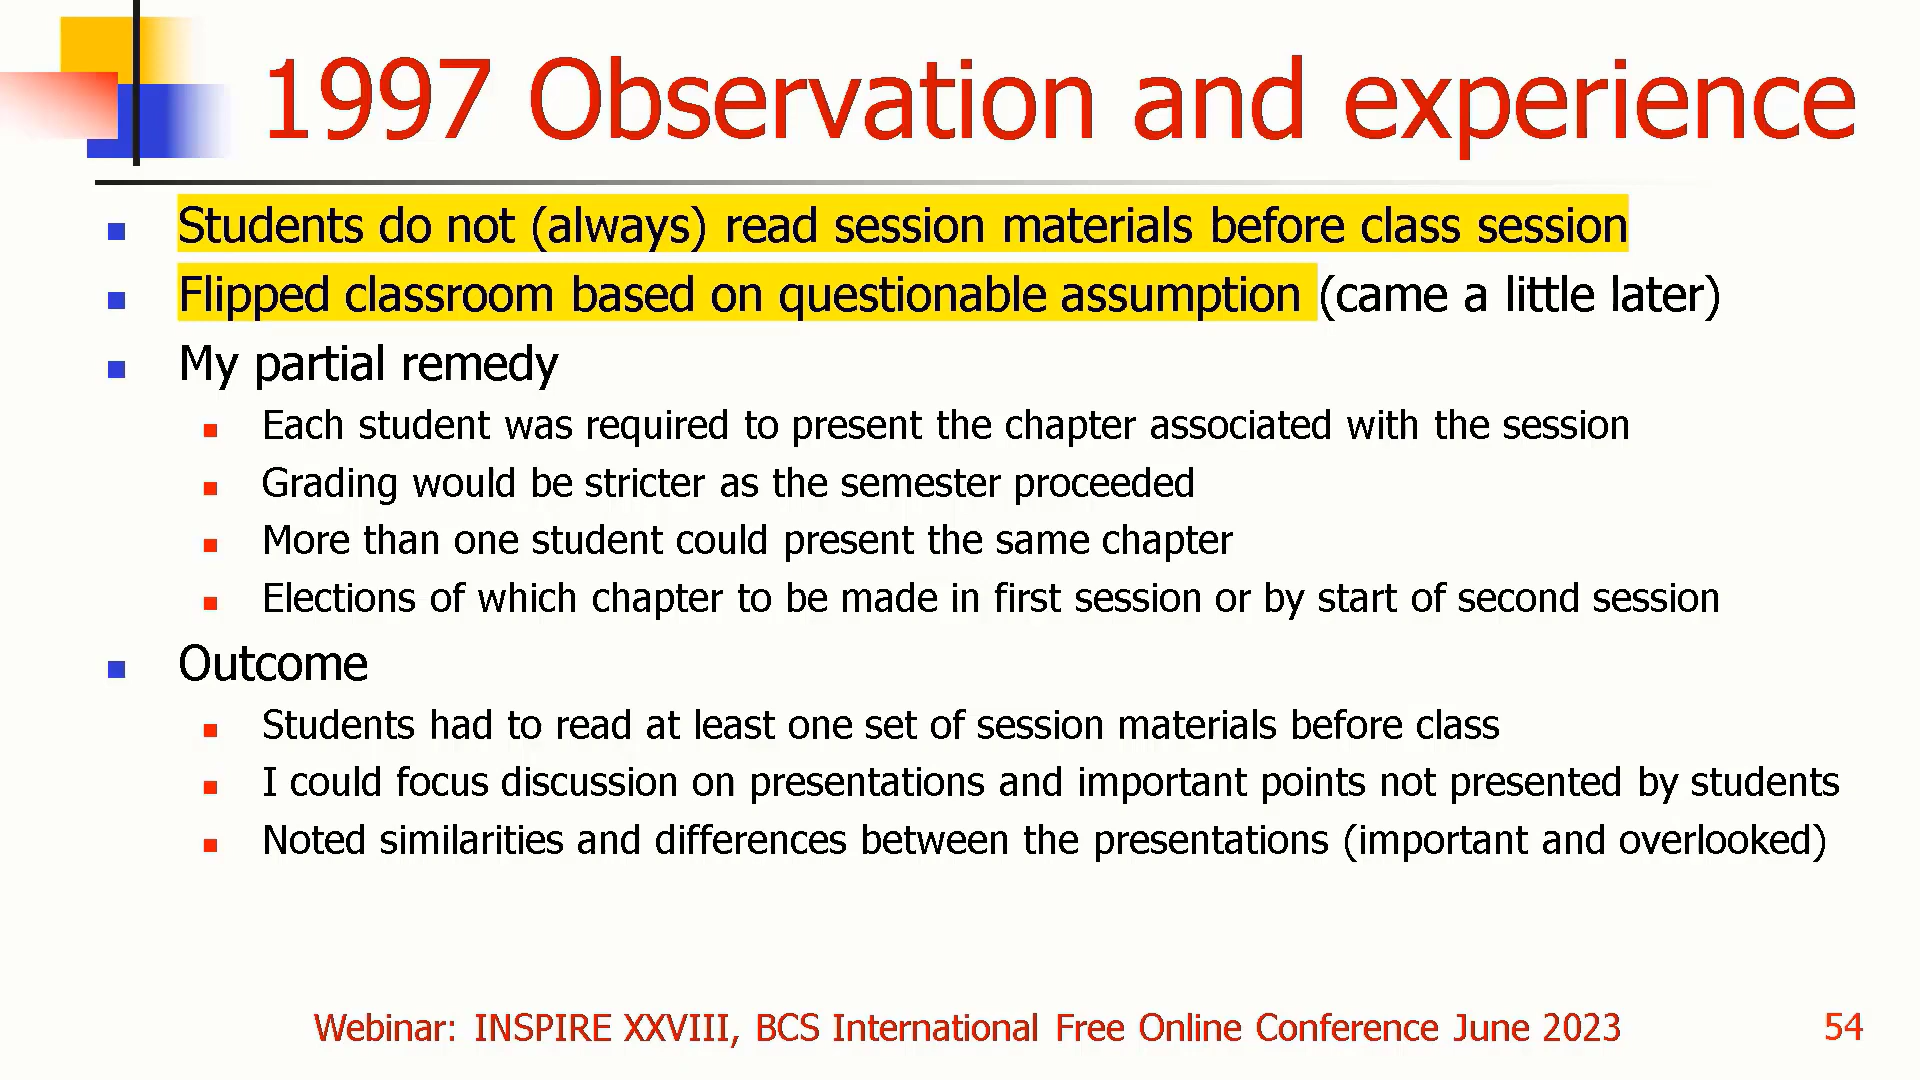 1997 Observation and experience
Students do not (always) read session materials before class session
Flipped classroom based on questionable assumption (came a little later)
My partial remedy
Each student was required to present the chapter associated with the session
Grading would be stricter as the semester proceeded
More than one student could present the same chapter
Elections of which chapter to be made in first session or by start of second session
Outcome
Students had to read at least one set of session materials before class
I could focus discussion on presentations and important points not presented by students
Noted similarities and differences between the presentations (important and overlooked)
Webinar: INSPIRE XXVIII, BCS International Free Online Conference June 2023
54